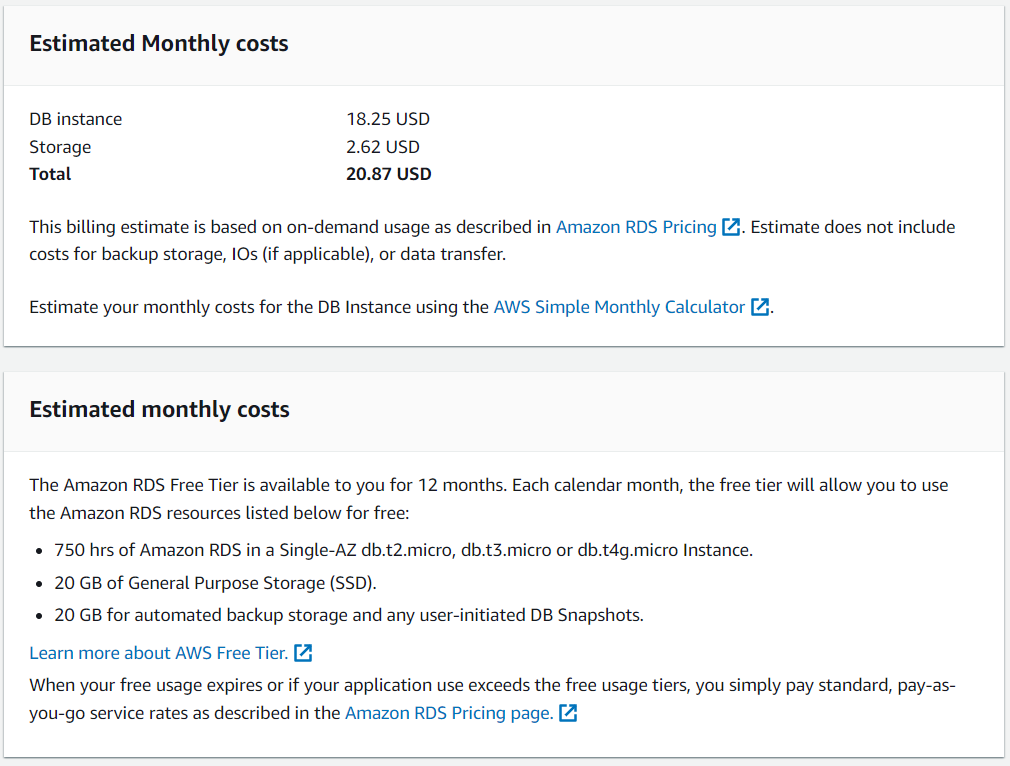 Estimated Monthly costs
DB instance 18.25 USD
Storage 2.62 USD
Total 20.87 USD
This billing estimate is based on on-demand usage as described in Amazon RDS Pricing. Estimate does not include
costs for backup storage, IOs (if applicable), or data transfer.
Estimate your monthly costs for the DB Instance using the AWS Simple Monthly Calculator.
Estimated monthly costs
The Amazon RDS Free Tier is available to you for 12 months. Each calendar month, the free tier will allow you to use
the Amazon RDS resources listed below for free:
• 750 hrs of Amazon RDS in a Single-AZ db.t2.micro, db.t3.micro or db.t4g.micro Instance.
• 20 GB of General Purpose Storage (SSD).
• 20 GB for automated backup storage and any user-initiated DB Snapshots.
Learn more about AWS Free Tier.
When your free usage expires or if your application use exceeds the free usage tiers, you simply pay standard, pay-as-
you-go service rates as described in the Amazon RDS Pricing page.